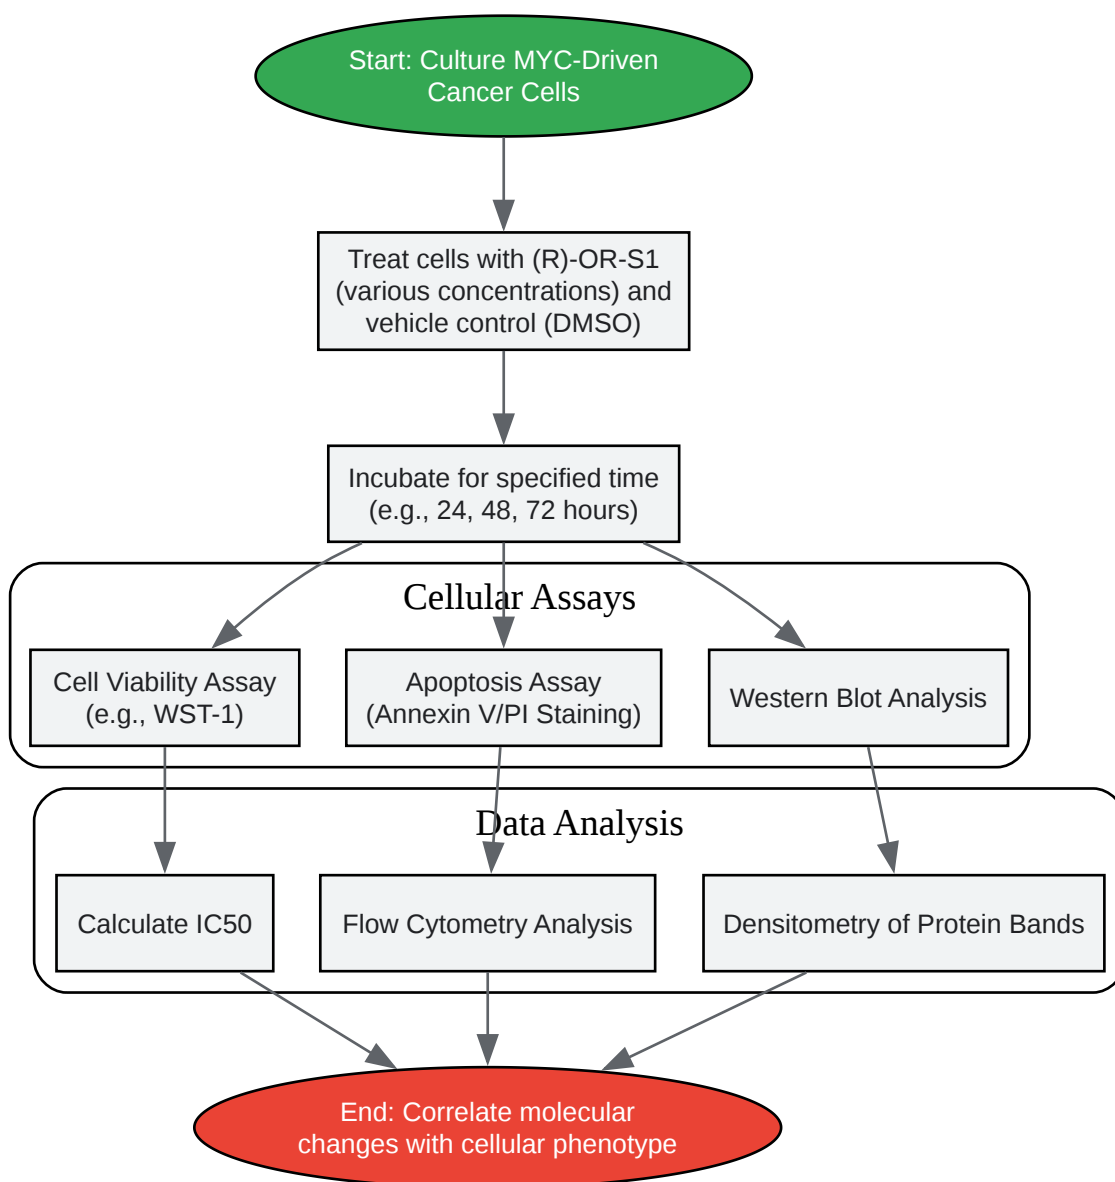 Start: Culture MYC-Driven
Cancer Cells
Treat cells with (R)-OR-S1
(various concentrations) and
vehicle control (DMSO)
Incubate for specified time
(e.g., 24, 48, 72 hours)
Cellular Assays
Cell Viability Assay
(e.g., WST-1)
Apoptosis Assay
(Annexin V/PI Staining)
Western Blot Analysis
Data Analysis
Calculate IC50
Flow Cytometry Analysis
Densitometry of Protein Bands
End: Correlate molecular
changes with cellular phenotype